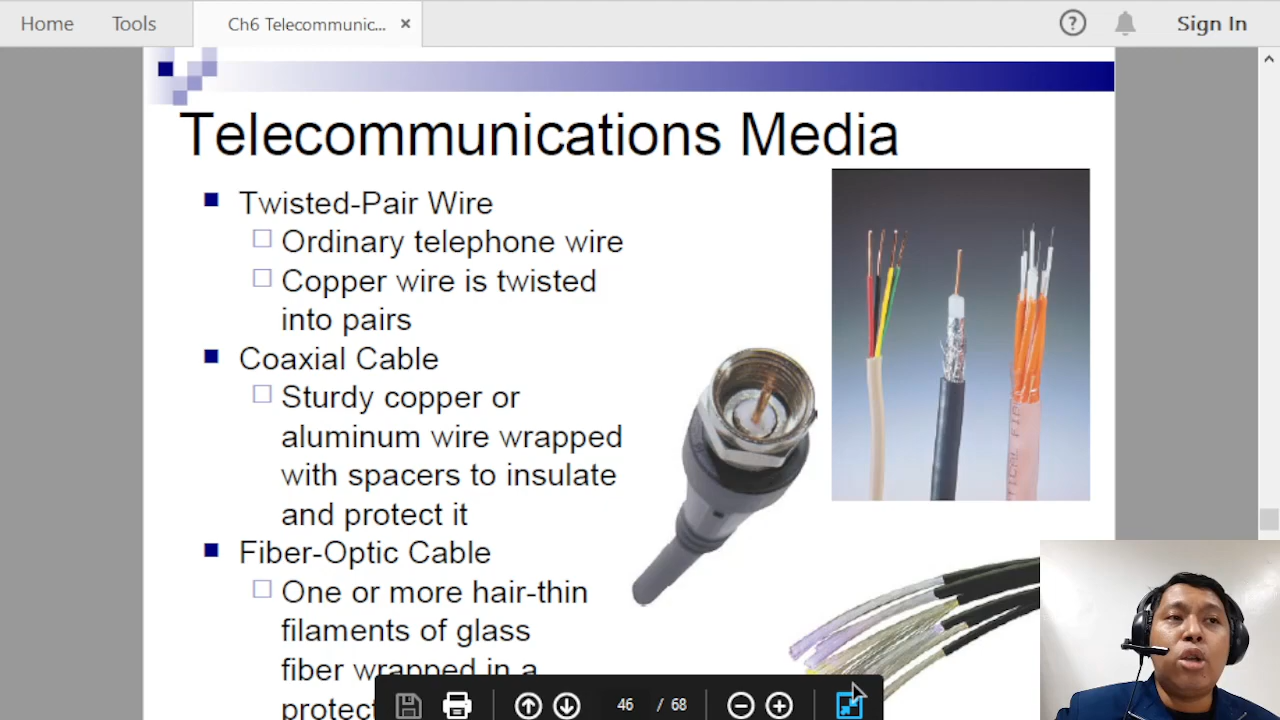 Home Tools Ch6 Telecommunic... × ? Sign In
Telecommunications Media
Twisted-Pair Wire
Ordinary telephone wire
Copper wire is twisted
into pairs
Coaxial Cable
Sturdy copper or
aluminum wire wrapped
with spacers to insulate
and protect it
Fiber-Optic Cable
One or more hair-thin
filaments of glass
fiber wrapped in a
46 / 68